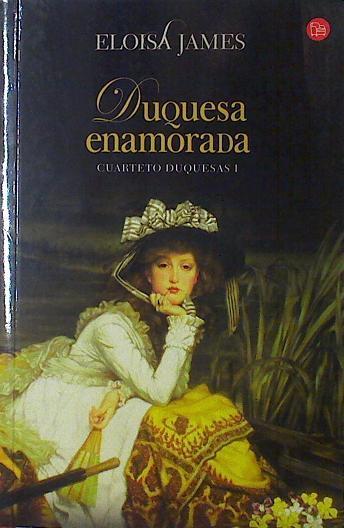 ELOISA JAMES
Duquesa
enamorada
CUARTETO DUQUESAS I